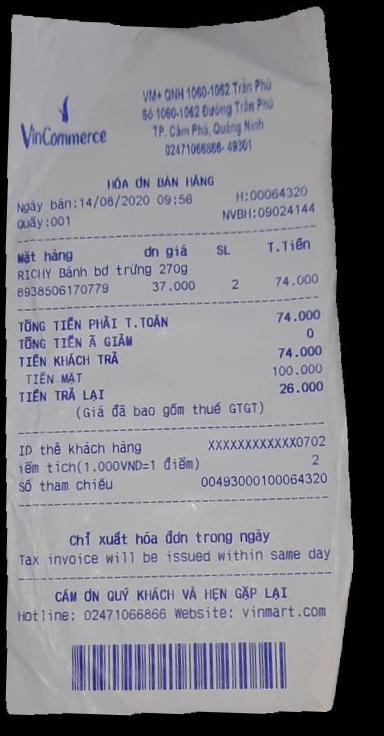 VinCommerce
VM+ QNH 1060-1062 Trần Phú
Số 1060-1062 Đường Trần Phú
TP. Cẩm Phả, Quảng Ninh
02471066866- 49301
HÓA ƠN BÁN HÀNG
Ngày bán:14/08/2020 09:56 H:00064320
quầy:001 NVBH:09024144
Mặt hàng đn giá SL T.Tiền
RICHY Bánh bơ trứng 270g
8938506170779 37.000 2 74.000
TỔNG TIỀN PHẢI T.TOÁN 74.000
TỔNG TIỀN Ã GIẢM 0
TIỀN KHÁCH TRẢ 74.000
TIỀN MẶT 100.000
TIỀN TRẢ LẠI 26.000
(Giá đã bao gồm thuế GTGT)
ID thẻ khách hàng XXXXXXXXXXXX0702
iểm tích(1.000VND=1 điểm) 2
Số tham chiếu 00493000100064320
Chỉ xuất hóa đơn trong ngày
Tax invoice will be issued within same day
CÁM ƠN QUÝ KHÁCH VÀ HẸN GẶP LẠI
Hotline: 02471066866 Website: vinmart.com